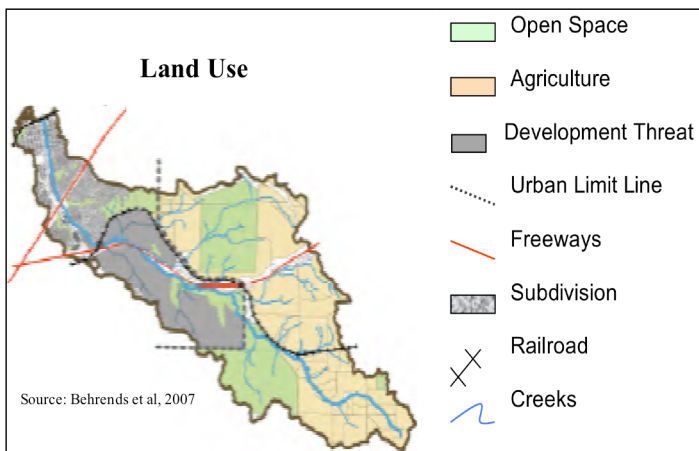 Land Use
Open Space
Agriculture
Development Threat
Urban Limit Line
Freeways
Subdivision
Railroad
Creeks
Source: Behrends et al, 2007